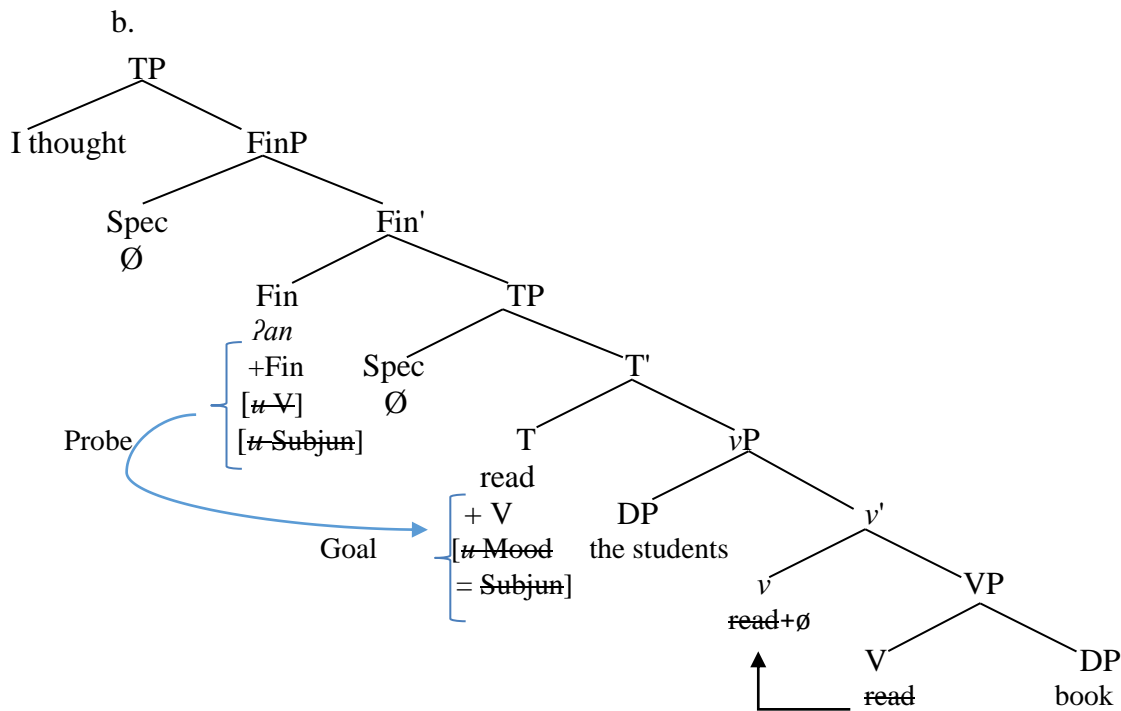 b.
TP
I thought FinP
Spec Fin'
Ø
Fin TP
ʔan
+Fin Spec T'
[u V] Ø
Probe [u Subjun] T vP
read
+ V DP v'
Goal [u Mood the students
= Subjun] v VP
read+ø
V DP
read book